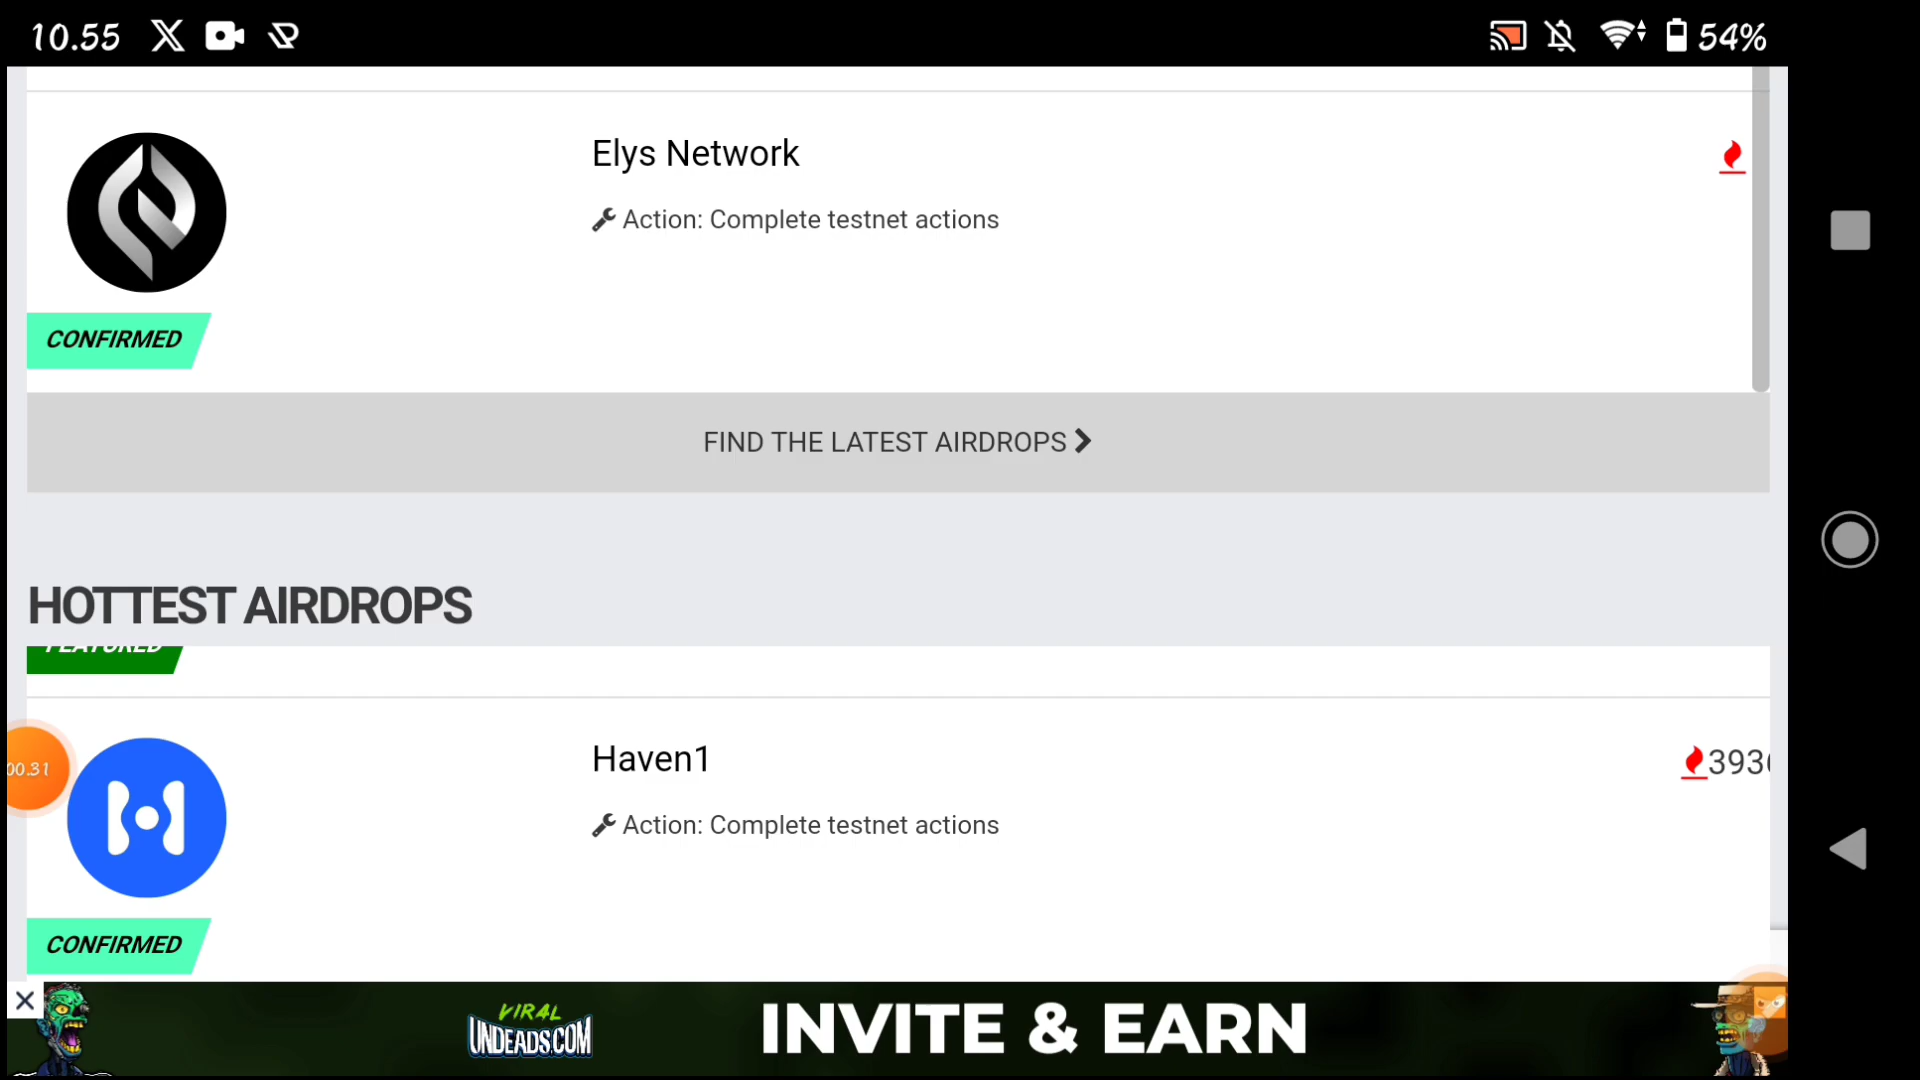 10.55
54%
Elys Network
Action: Complete testnet actions
CONFIRMED
FIND THE LATEST AIRDROPS
HOTTEST AIRDROPS
FEATURED
Haven1
393
Action: Complete testnet actions
00.31
CONFIRMED
VIRAL
UNDEADS.COM
INVITE & EARN